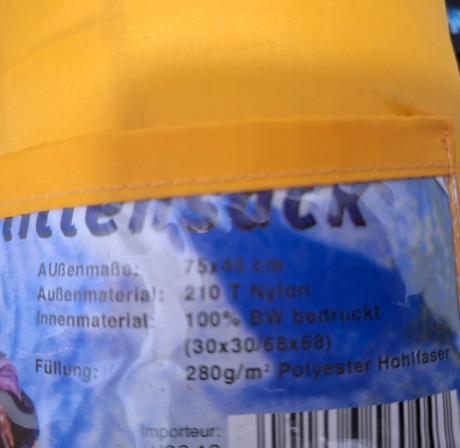 Außenmaße: 75x45 cm
Außenmaterial: 210 T Nylon
Innenmaterial: 100% BW bedruckt
(30x30/68x68)
Füllung: 280g/m² Polyester Hohlfaser
Importeur: